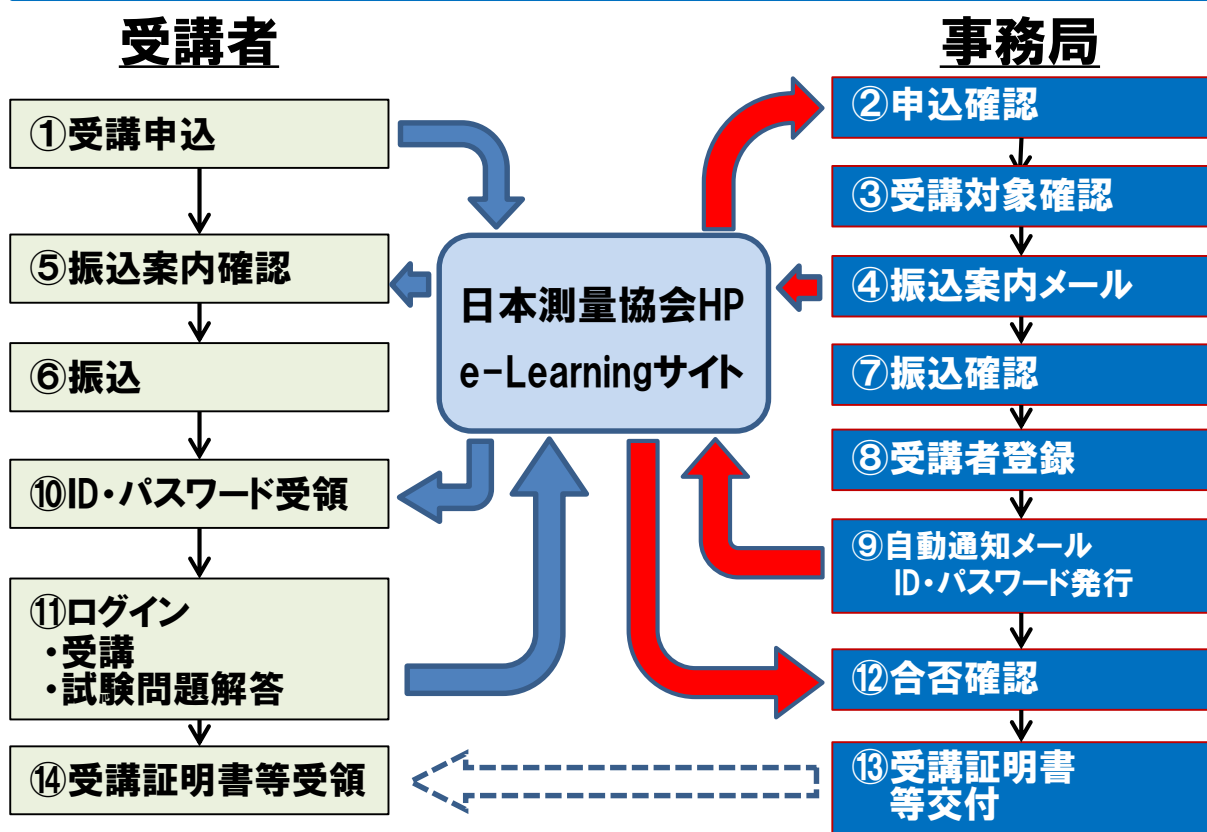 受講者
①受講申込
⑤振込案内確認
⑥振込
⑩ID・パスワード受領
⑪ログイン
・受講
・試験問題解答
⑭受講証明書等受領
日本測量協会HP
e-Learningサイト
事務局
②申込確認
③受講対象確認
④振込案内メール
⑦振込確認
⑧受講者登録
⑨自動通知メール
ID・パスワード発行
⑫合否確認
⑬受講証明書
等交付